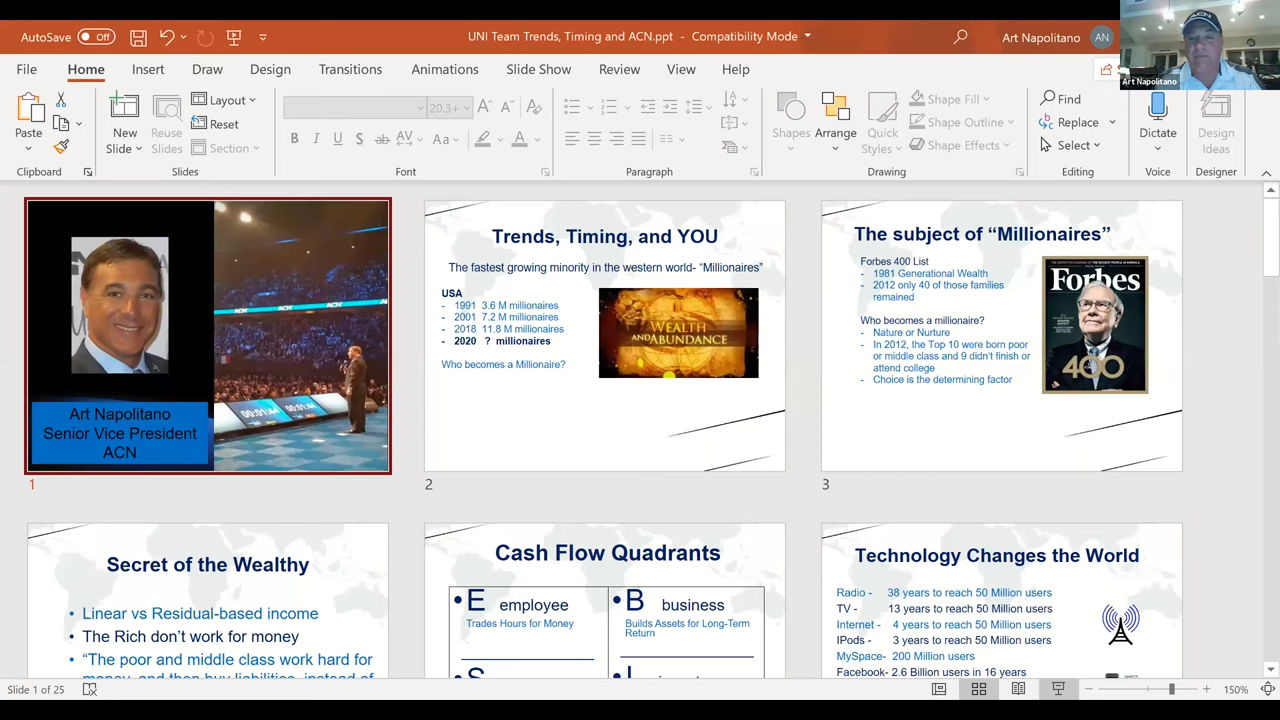 AutoSave Off
UNI Team Trends, Timing and ACN.ppt - Compatibility Mode
Art Napolitano AN
Art Napolitano
File Home Insert Draw Design Transitions Animations Slide Show Review View Help
Paste
New
Slide
Reuse
Slides
Layout
Reset
Section
20.3+
Shapes
Arrange
Quick
Styles
Shape Fill
Shape Outline
Shape Effects
Find
Replace
Select
Dictate
Design
Ideas
Clipboard Slides Font Paragraph Drawing Editing Voice Designer
ACN
Art Napolitano
Senior Vice President
ACN
1
Trends, Timing, and YOU
The fastest growing minority in the western world- “Millionaires”
USA
- 1991 3.6 M millionaires
- 2001 7.2 M millionaires
- 2018 11.8 M millionaires
- 2020 ? millionaires
Who becomes a Millionaire?
WEALTH
AND ABUNDANCE
2
The subject of “Millionaires”
Forbes 400 List
- 1981 Generational Wealth
- 2012 only 40 of those families
remained
Who becomes a millionaire?
- Nature or Nurture
- In 2012, the Top 10 were born poor
or middle class and 9 didn’t finish or
attend college
- Choice is the determining factor
Forbes
400
3
Secret of the Wealthy
• Linear vs Residual-based income
• The Rich don’t work for money
• “The poor and middle class work hard for
money, and then buy liabilities, instead of
Cash Flow Quadrants
• E employee
Trades Hours for Money
• B business
Builds Assets for Long-Term
Return
Technology Changes the World
Radio - 38 years to reach 50 Million users
TV - 13 years to reach 50 Million users
Internet - 4 years to reach 50 Million users
IPods - 3 years to reach 50 Million users
MySpace- 200 Million users
Facebook- 2.6 Billion users in 16 years
Slide 1 of 25
150%